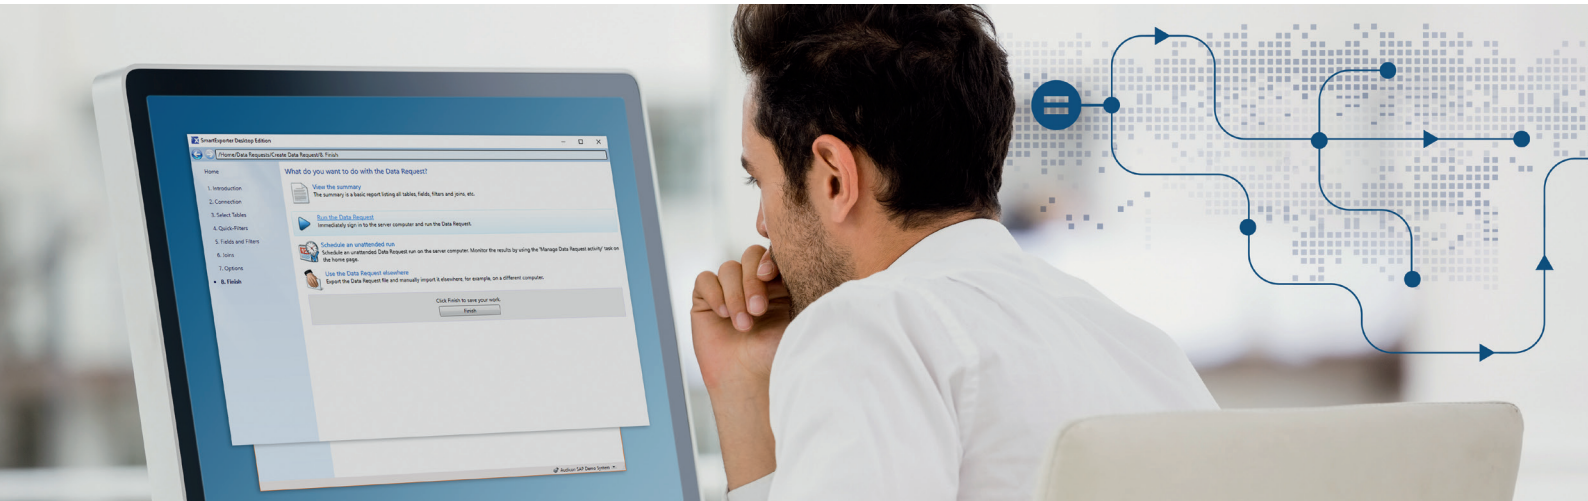 SmartExporter Desktop Edition
/Home/Data Requests/Create Data Request/8. Finish
Home
1. Introduction
2. Connection
3. Select Tables
4. Quick-Filters
5. Fields and Filters
6. Joins
7. Options
8. Finish
What do you want to do with the Data Request?
View the summary
The summary is a basic report listing all tables, fields, filters and joins, etc.
Run the Data Request
Immediately sign in to the server computer and run the Data Request.
Schedule an unattended run
Schedule an unattended Data Request run on the server computer. Monitor the results by using the 'Manage Data Request activity' task on
the home page.
Use the Data Request elsewhere
Export the Data Request file and manually import it elsewhere, for example, on a different computer.
Click Finish to save your work.
Finish
Audicon SAP Demo System